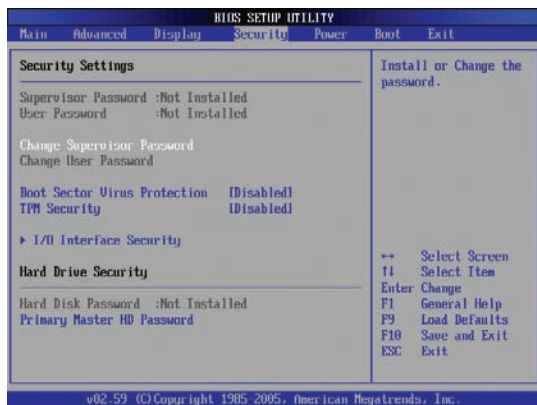 BIOS SETUP UTILITY
Main Advanced Display Security Power Boot Exit
Security Settings
Supervisor Password :Not Installed
User Password :Not Installed
Change Supervisor Password
Change User Password
Boot Sector Virus Protection [Disabled]
TPM Security [Disabled]
▶ I/O Interface Security
Hard Drive Security
Hard Disk Password :Not Installed
Primary Master HD Password
Install or Change the
password.
↔ Select Screen
↑↓ Select Item
Enter Change
F1 General Help
F9 Load Defaults
F10 Save and Exit
ESC Exit
v02.59 (C)Copyright 1985-2005, American Megatrends, Inc.